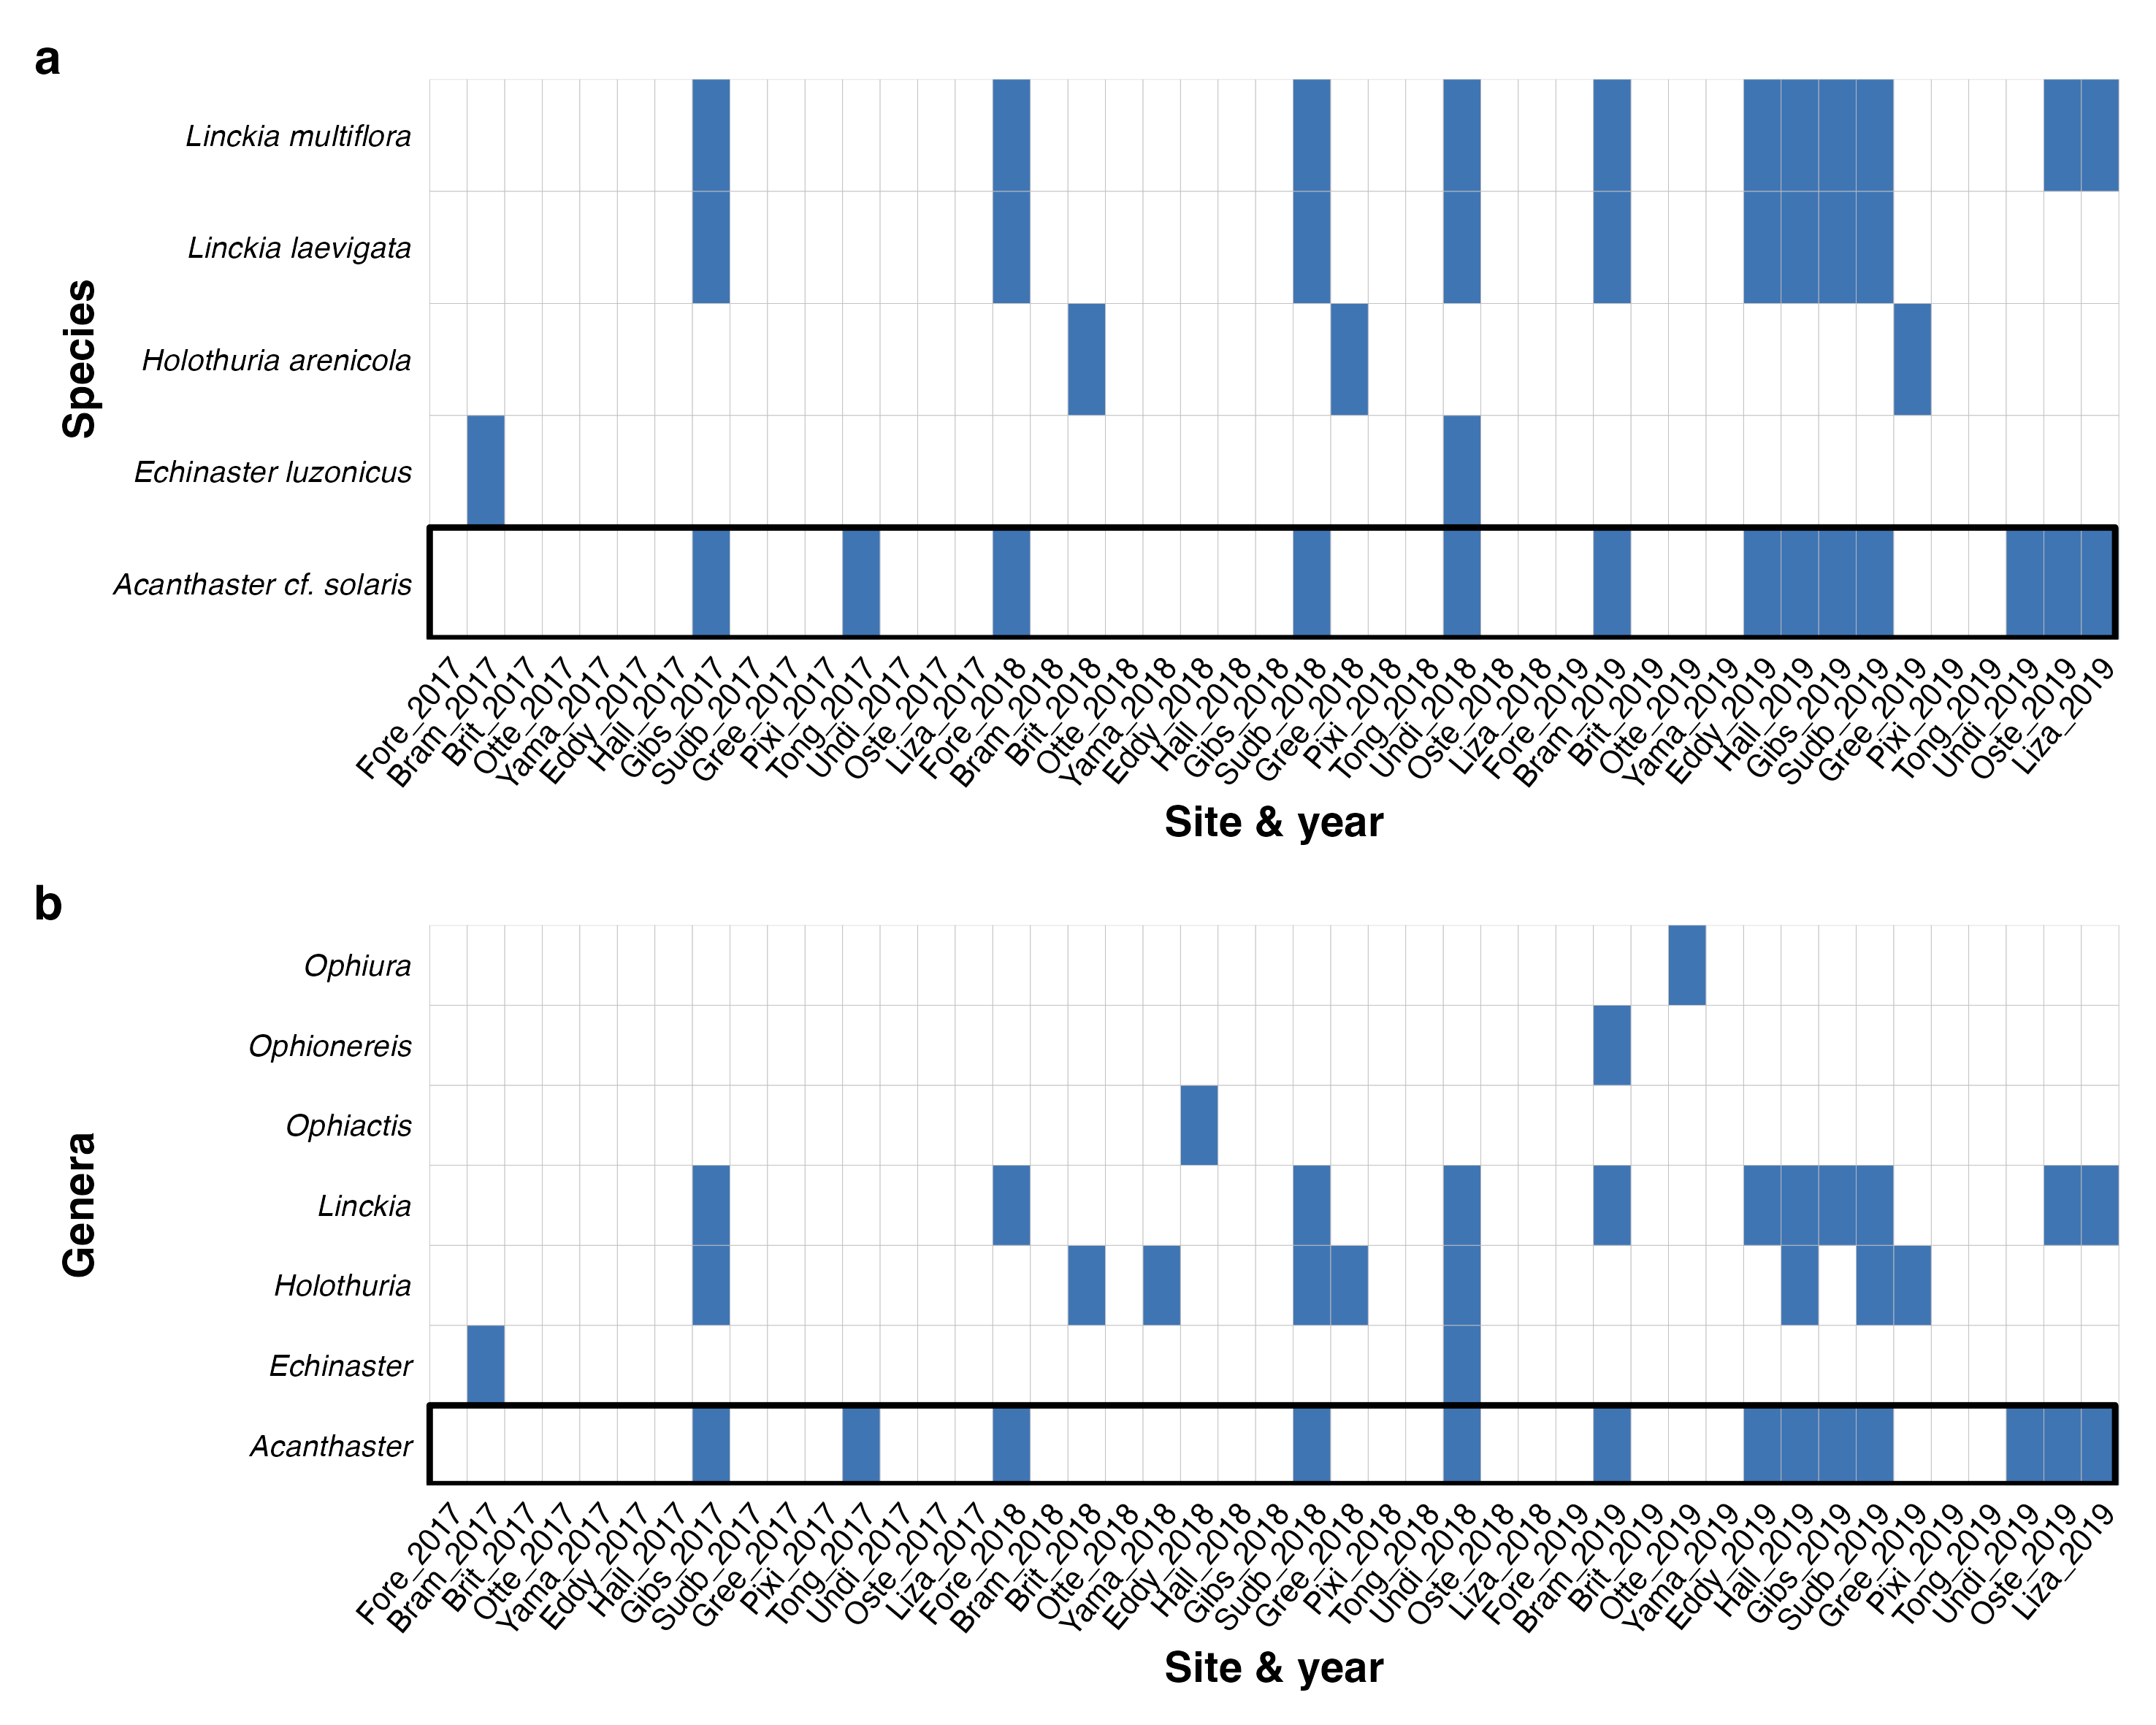 a
Species
Linckia multiflora
Linckia laevigata
Holothuria arenicola
Echinaster luzonicus
Acanthaster cf. solaris
Fore_2017
Bram_2017
Brit_2017
Otte_2017
Yama_2017
Eddy_2017
Hall_2017
Gibs_2017
Sudb_2017
Gree_2017
Pixi_2017
Tong_2017
Undi_2017
Oste_2017
Liza_2017
Fore_2018
Bram_2018
Brit_2018
Otte_2018
Yama_2018
Eddy_2018
Hall_2018
Gibs_2018
Sudb_2018
Gree_2018
Pixi_2018
Tong_2018
Undi_2018
Oste_2018
Liza_2018
Fore_2019
Bram_2019
Brit_2019
Otte_2019
Yama_2019
Eddy_2019
Hall_2019
Gibs_2019
Sudb_2019
Gree_2019
Pixi_2019
Tong_2019
Undi_2019
Oste_2019
Liza_2019
Site & year
b
Genera
Ophiura
Ophionereis
Ophiactis
Linckia
Holothuria
Echinaster
Acanthaster
Fore_2017
Bram_2017
Brit_2017
Otte_2017
Yama_2017
Eddy_2017
Hall_2017
Gibs_2017
Sudb_2017
Gree_2017
Pixi_2017
Tong_2017
Undi_2017
Oste_2017
Liza_2017
Fore_2018
Bram_2018
Brit_2018
Otte_2018
Yama_2018
Eddy_2018
Hall_2018
Gibs_2018
Sudb_2018
Gree_2018
Pixi_2018
Tong_2018
Undi_2018
Oste_2018
Liza_2018
Fore_2019
Bram_2019
Brit_2019
Otte_2019
Yama_2019
Eddy_2019
Hall_2019
Gibs_2019
Sudb_2019
Gree_2019
Pixi_2019
Tong_2019
Undi_2019
Oste_2019
Liza_2019
Site & year